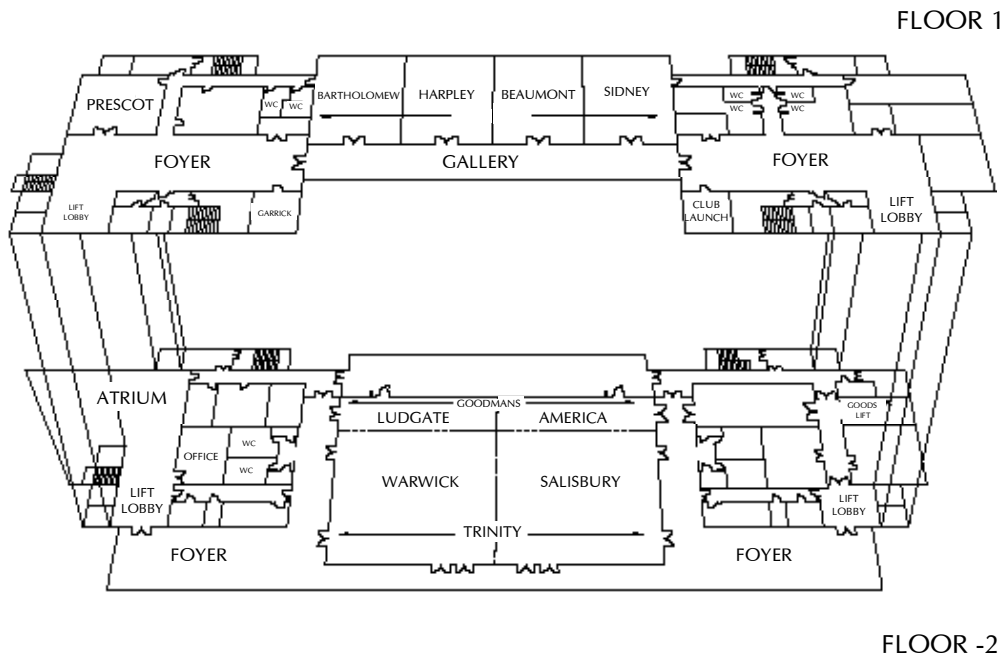 FLOOR 1
PRESCOT
WC
WC
BARTHOLOMEW
HARPLEY
BEAUMONT
SIDNEY
WC
WC
WC
WC
FOYER
GALLERY
FOYER
LIFT
LOBBY
GARRICK
CLUB
LAUNCH
LIFT
LOBBY
ATRIUM
GOODMANS
LUDGATE
AMERICA
GOODS
LIFT
OFFICE
WC
WC
WARWICK
SALISBURY
LIFT
LOBBY
LIFT
LOBBY
TRINITY
FOYER
FOYER
FLOOR -2